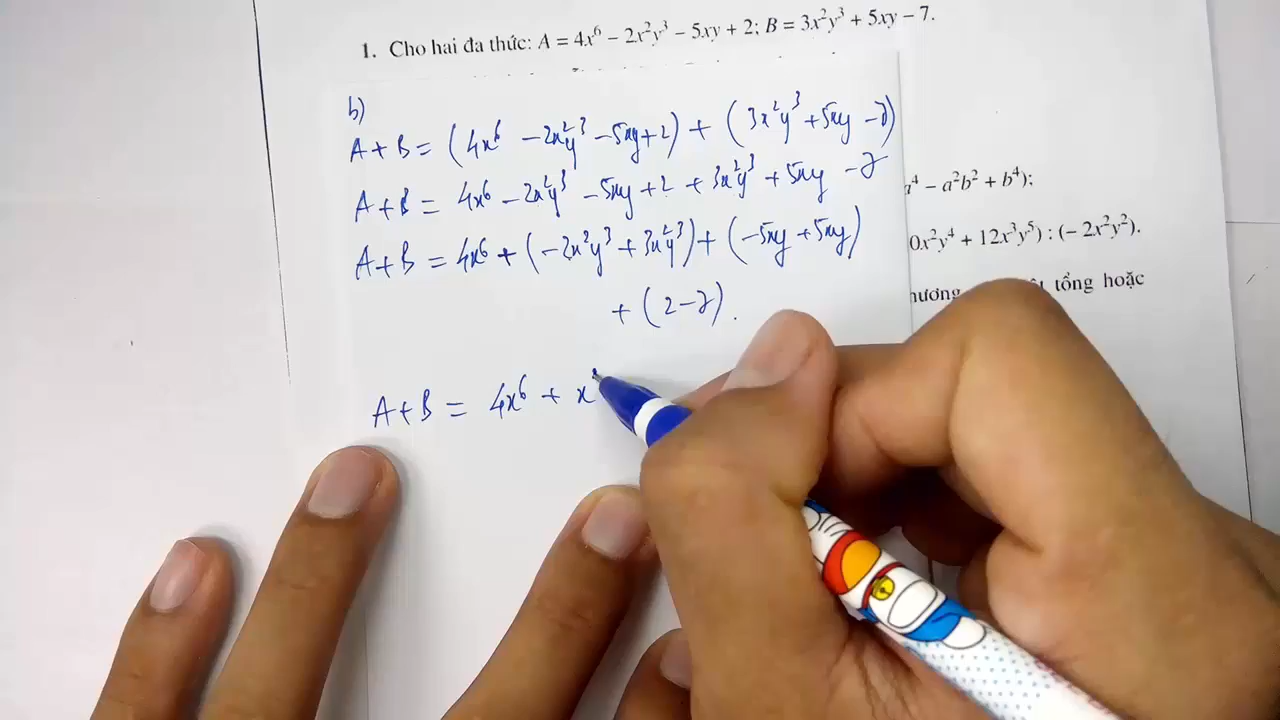 1. Cho hai đa thức: A = 4x⁶ − 2x²y³ − 5xy + 2; B = 3x²y³ + 5xy − 7.
b)
A + B = (4x⁶ − 2x²y³ − 5xy + 2) + (3x²y³ + 5xy − 7)
a⁴ − a²b² + b⁴);
A + B = 4x⁶ − 2x²y³ − 5xy + 2 + 3x²y³ + 5xy − 7
0x²y⁴ + 12x³y⁵) : (− 2x²y²).
A + B = 4x⁶ + (−2x²y³ + 3x²y³) + (−5xy + 5xy)
tổng hoặc
+ (2 − 7).
A + B = 4x⁶ + x